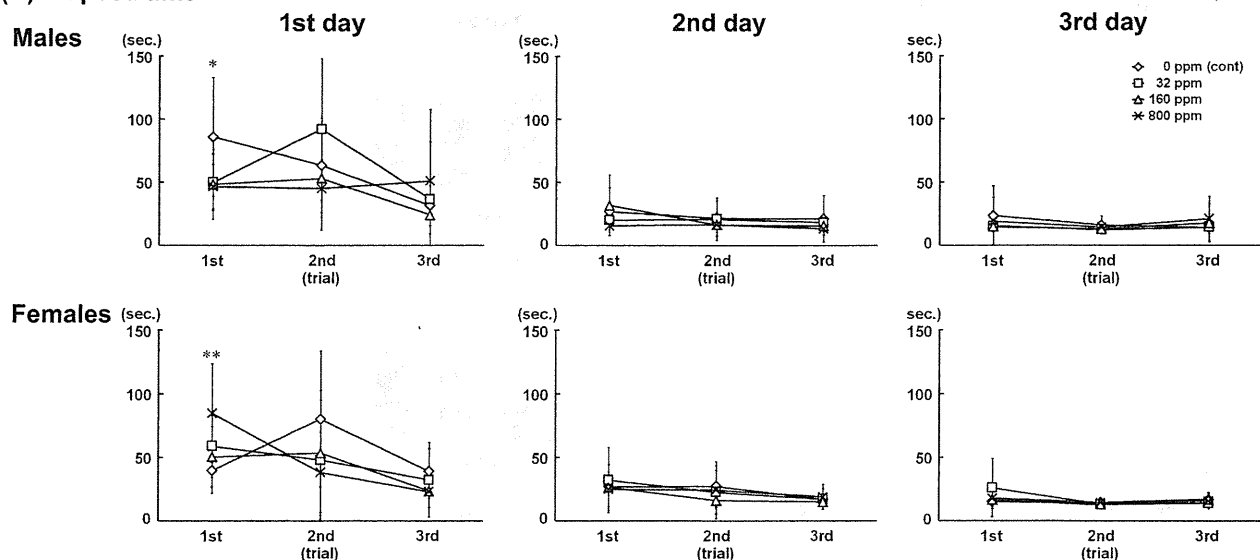 1st day 2nd day 3rd day
Males
(sec.) (sec.) sec.)
150 150 150
◇ 0 ppm (cont)
□ 32 ppm
△ 160 ppm
✕ 800 ppm
*
100 100 100
50 50 50
0 0 0
1st 2nd 3rd 1st 2nd 3rd 1st 2nd 3rd
(trial) (trial) (trial)
Females
(sec.) (sec.) sec.)
150 150 150
**
100 100 100
50 50 50
0 0 0
1st 2nd 3rd 1st 2nd 3rd 1st 2nd 3rd
(trial) (trial) (trial)